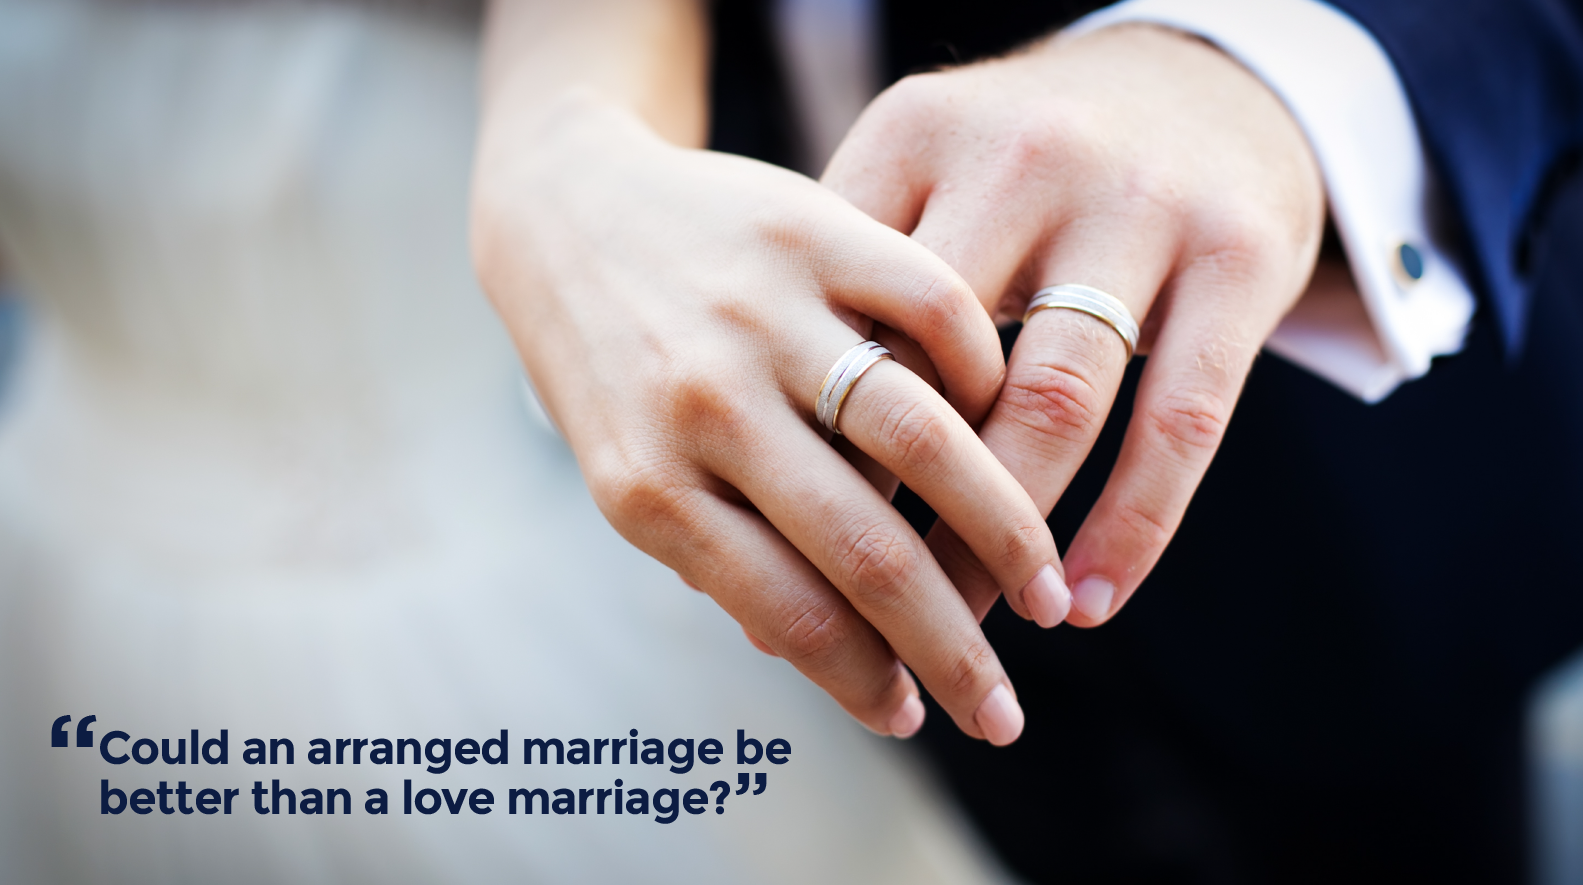 “Could an arranged marriage be
better than a love marriage?”